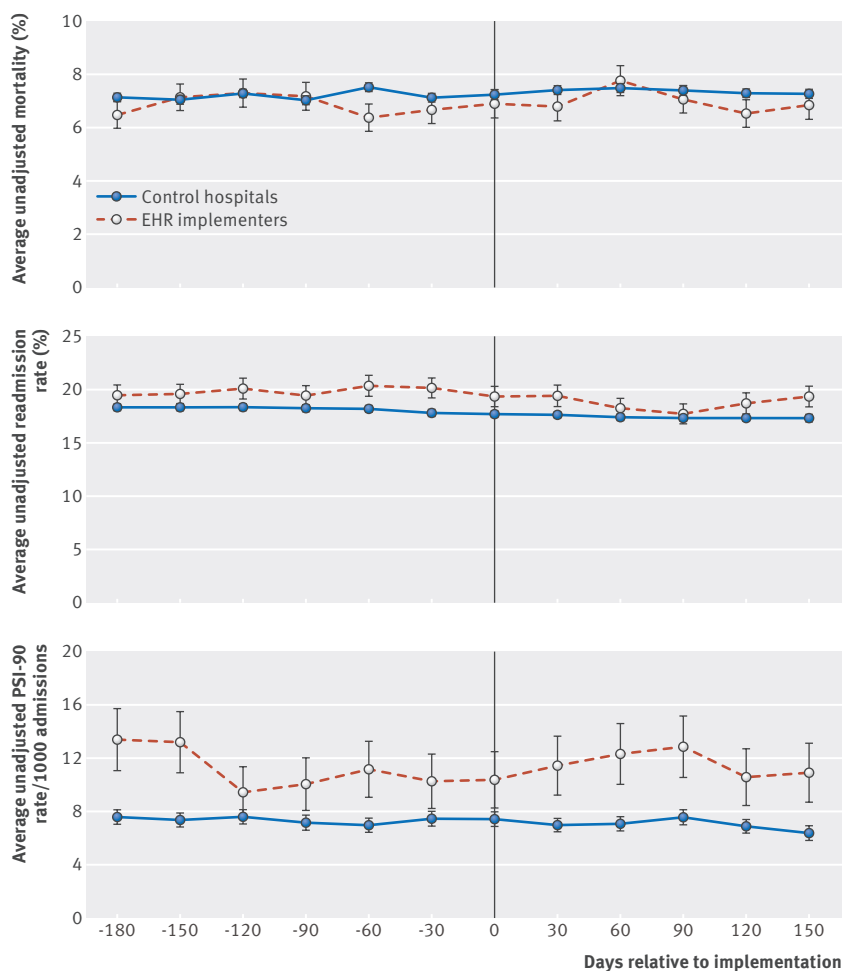 Average unadjusted mortality (%)
10
8
6
4
2
0
Control hospitals
EHR implementers
Average unadjusted readmission
rate (%)
25
20
15
10
5
0
Average unadjusted PSI-90
rate/1000 admissions
20
16
12
8
4
0
-180 -150 -120 -90 -60 -30 0 30 60 90 120 150
Days relative to implementation